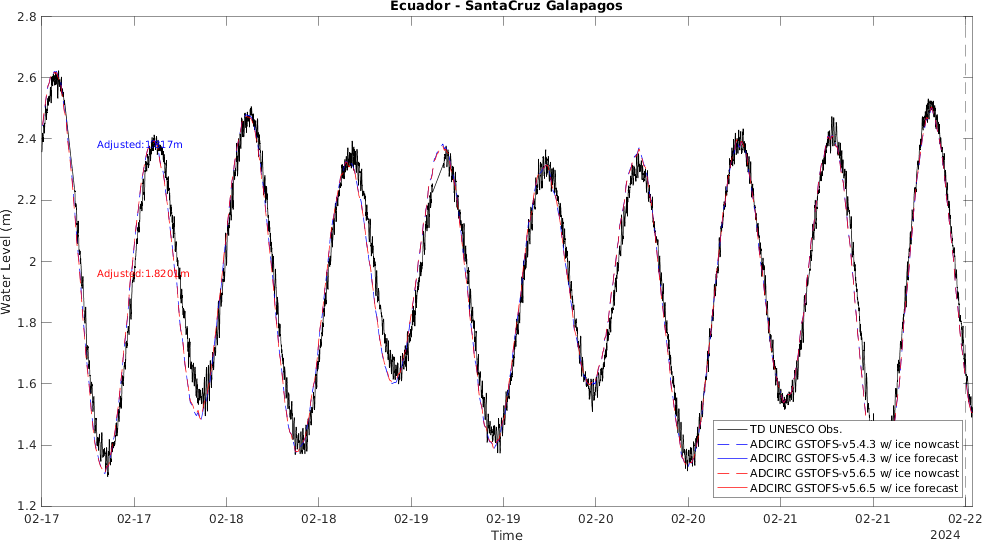 Ecuador - SantaCruz Galapagos
2.8
2.6
2.4
2.2
2
1.8
1.6
1.4
1.2
Water Level (m)
Adjusted:
Adjusted:1.820
TD UNESCO Obs.
ADCIRC GSTOFS-v5.4.3 w/ ice nowcast
ADCIRC GSTOFS-v5.4.3 w/ ice forecast
ADCIRC GSTOFS-v5.6.5 w/ ice nowcast
ADCIRC GSTOFS-v5.6.5 w/ ice forecast
02-17 02-17 02-18 02-18 02-19 02-19 02-20 02-20 02-21 02-21 02-22
Time
2024